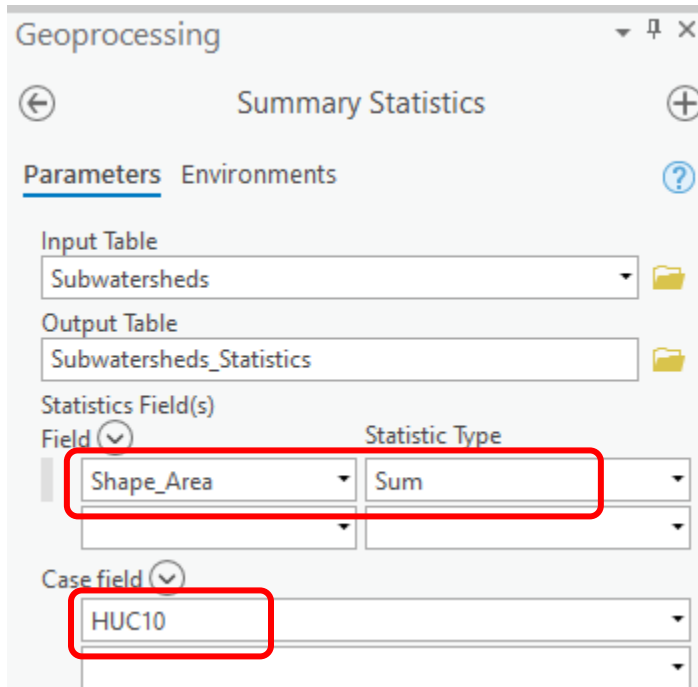 Geoprocessing
Summary Statistics
Parameters Environments
Input Table
Subwatersheds
Output Table
Subwatersheds_Statistics
Statistics Field(s)
Field Statistic Type
Shape_Area Sum
Case field
HUC10